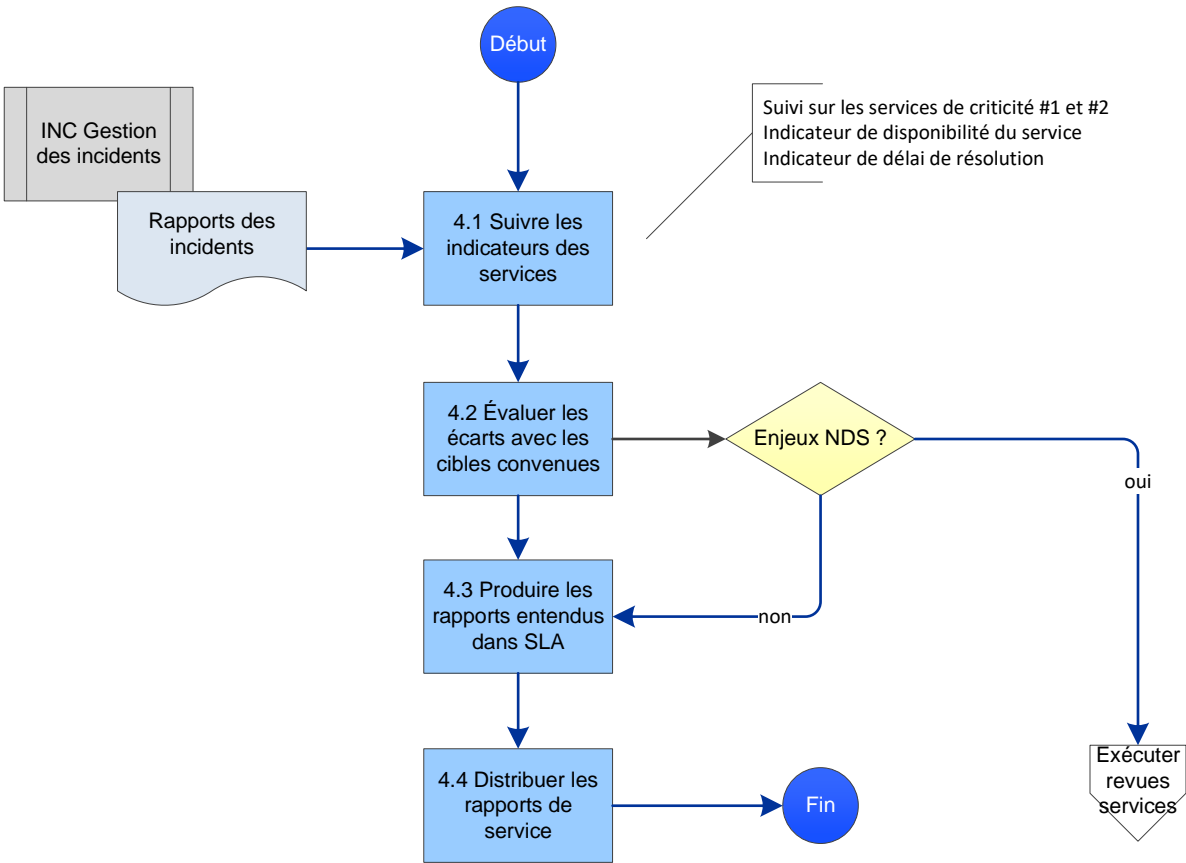 Début
Suivi sur les services de criticité #1 et #2
Indicateur de disponibilité du service
Indicateur de délai de résolution
INC Gestion
des incidents
Rapports des
incidents
4.1 Suivre les
indicateurs des
services
4.2 Évaluer les
écarts avec les
cibles convenues
Enjeux NDS ?
oui
4.3 Produire les
rapports entendus
dans SLA
non
4.4 Distribuer les
rapports de
service
Fin
Exécuter
revues
services